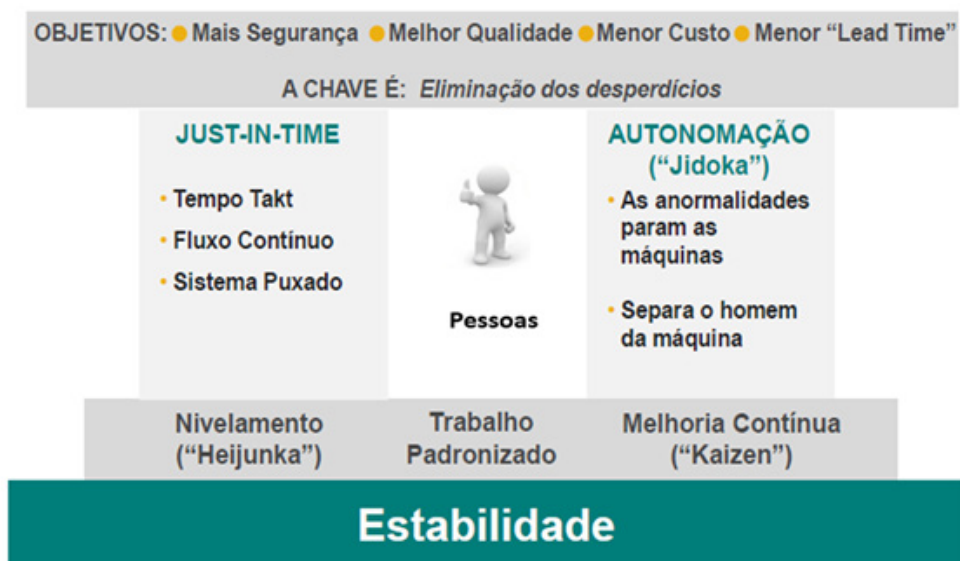 OBJETIVOS: ● Mais Segurança ● Melhor Qualidade ● Menor Custo ● Menor “Lead Time”
A CHAVE É: Eliminação dos desperdícios
JUST-IN-TIME
• Tempo Takt
• Fluxo Contínuo
• Sistema Puxado
Pessoas
AUTONOMAÇÃO
(“Jidoka”)
• As anormalidades
param as
máquinas
• Separa o homem
da máquina
Nivelamento
(“Heijunka”)
Trabalho
Padronizado
Melhoria Contínua
(“Kaizen”)
Estabilidade